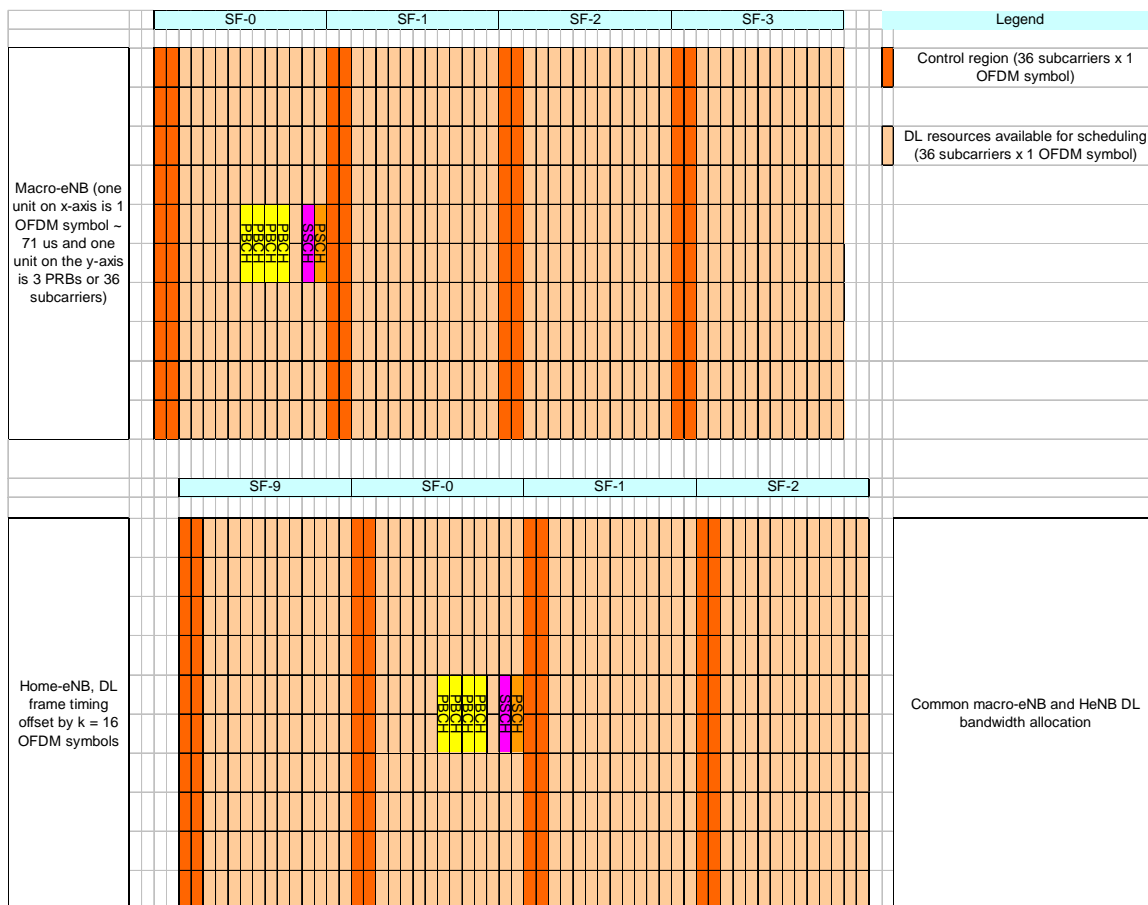 SF-0 SF-1 SF-2 SF-3 Legend
Macro-eNB (one
unit on x-axis is 1
OFDM symbol ~
71 us and one
unit on the y-axis
is 3 PRBs or 36
subcarriers)
Control region (36 subcarriers x 1
OFDM symbol)
DL resources available for scheduling
(36 subcarriers x 1 OFDM symbol)
PBCH
PBCH
PBCH
PBCH
SSCH
PSCH
SF-9 SF-0 SF-1 SF-2
Home-eNB, DL
frame timing
offset by k = 16
OFDM symbols
PBCH
PBCH
PBCH
PBCH
SSCH
PSCH
Common macro-eNB and HeNB DL
bandwidth allocation